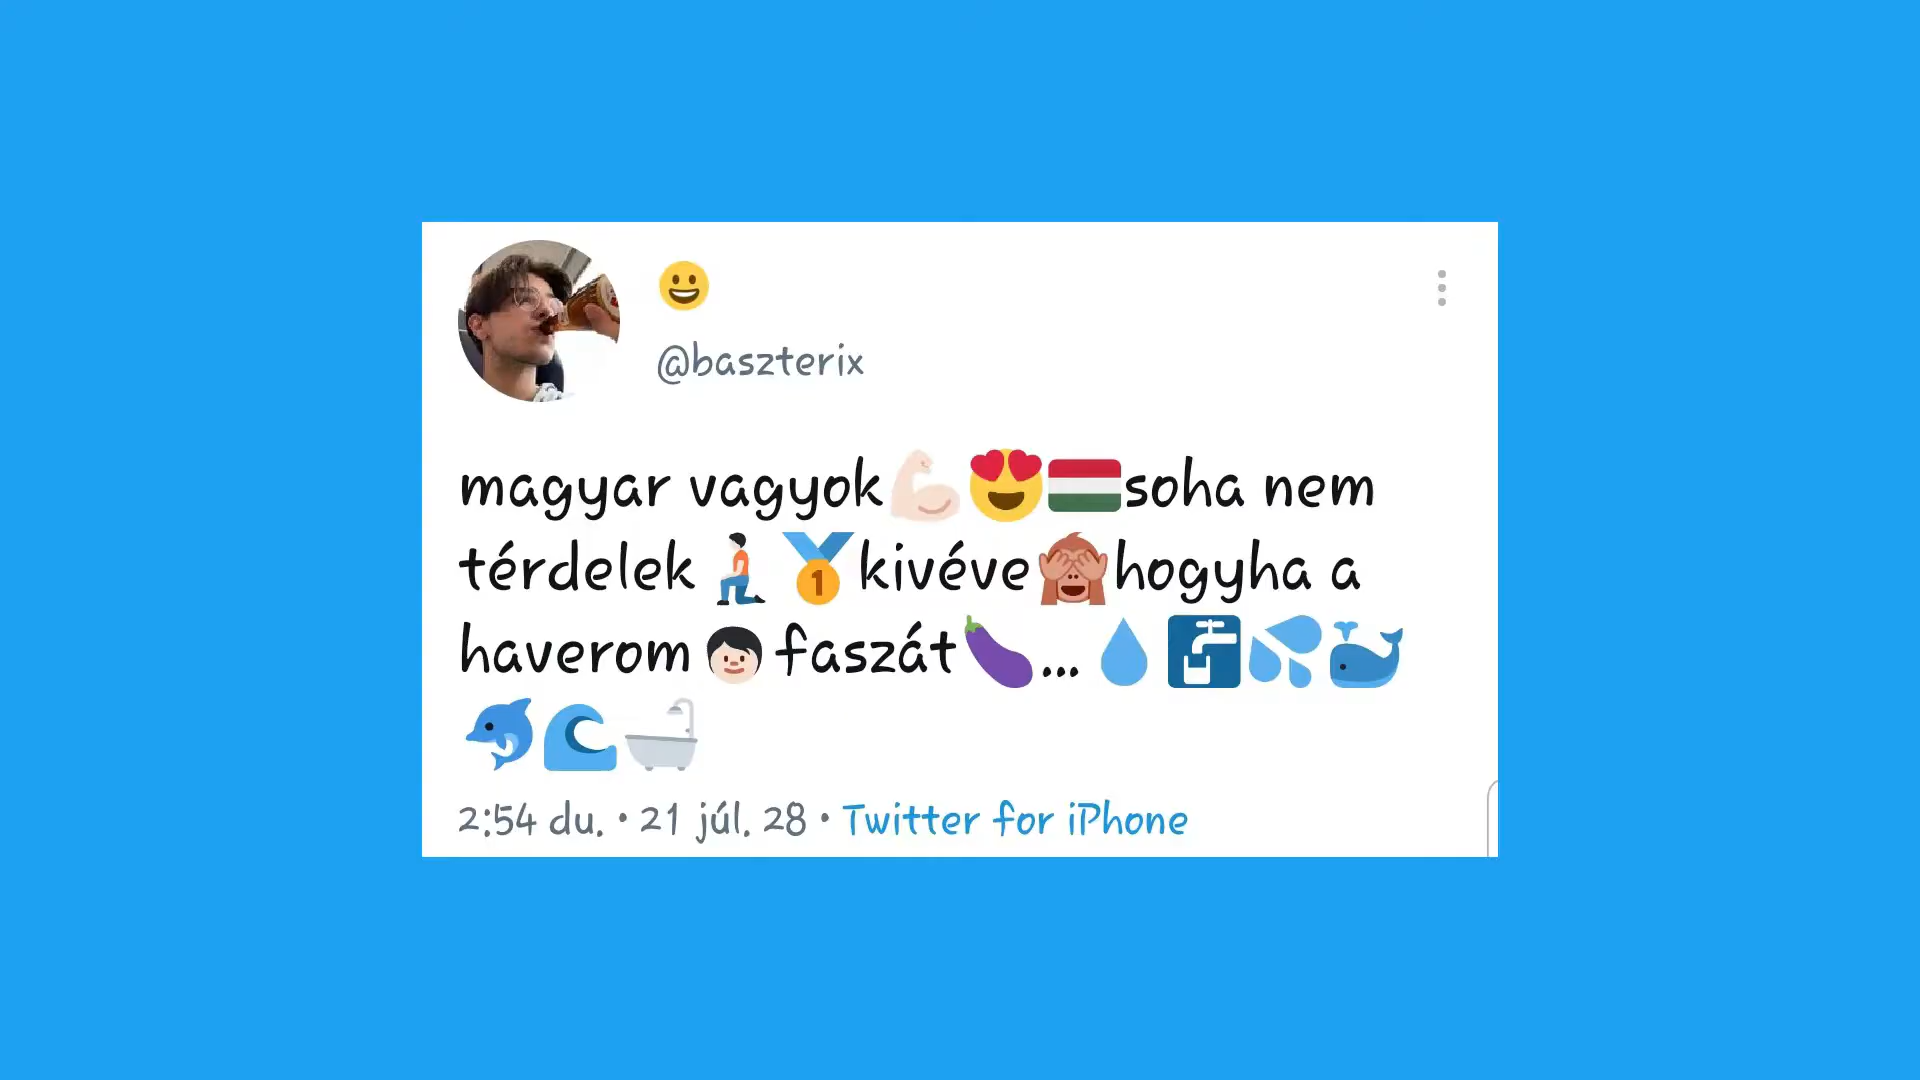 😀
@baszterix
magyar vagyok💪🏻😍🇭🇺soha nem
térdelek🧎🏻‍♂️🥇kivéve🙈hogyha a
haverom👦🏻faszát🍆...💧🚰💦🐳
🐬🌊🛁
2:54 du. • 21 júl. 28 • Twitter for iPhone